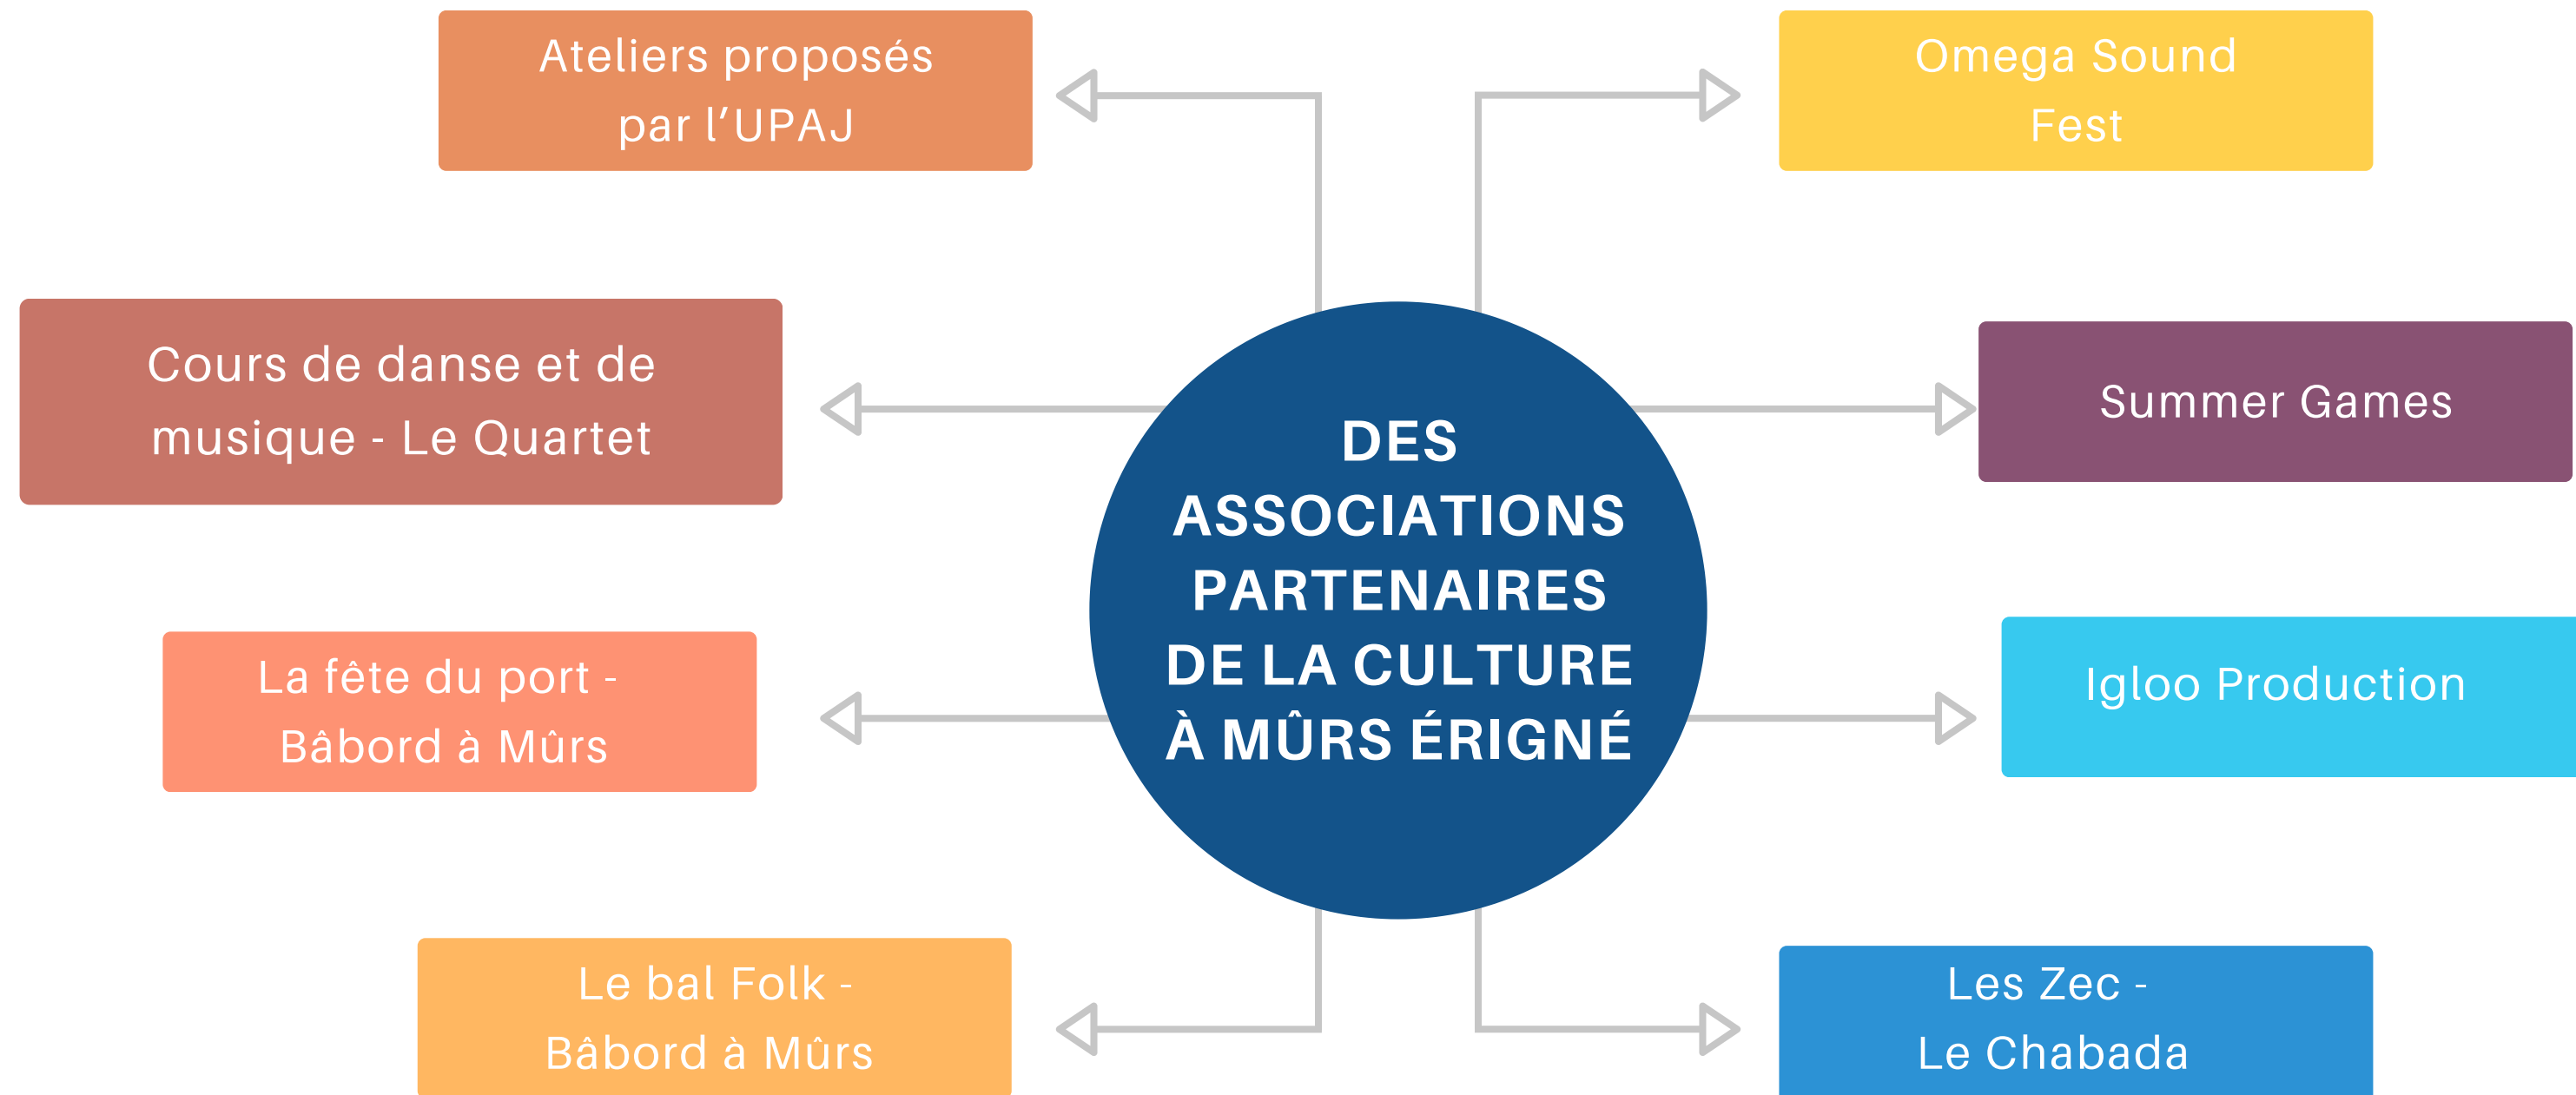 Ateliers proposés
par l’UPAJ
Omega Sound
Fest
Cours de danse et de
musique - Le Quartet
Summer Games
DES
ASSOCIATIONS
PARTENAIRES
DE LA CULTURE
À MÛRS ÉRIGNÉ
La fête du port -
Bâbord à Mûrs
Igloo Production
Le bal Folk -
Bâbord à Mûrs
Les Zec -
Le Chabada